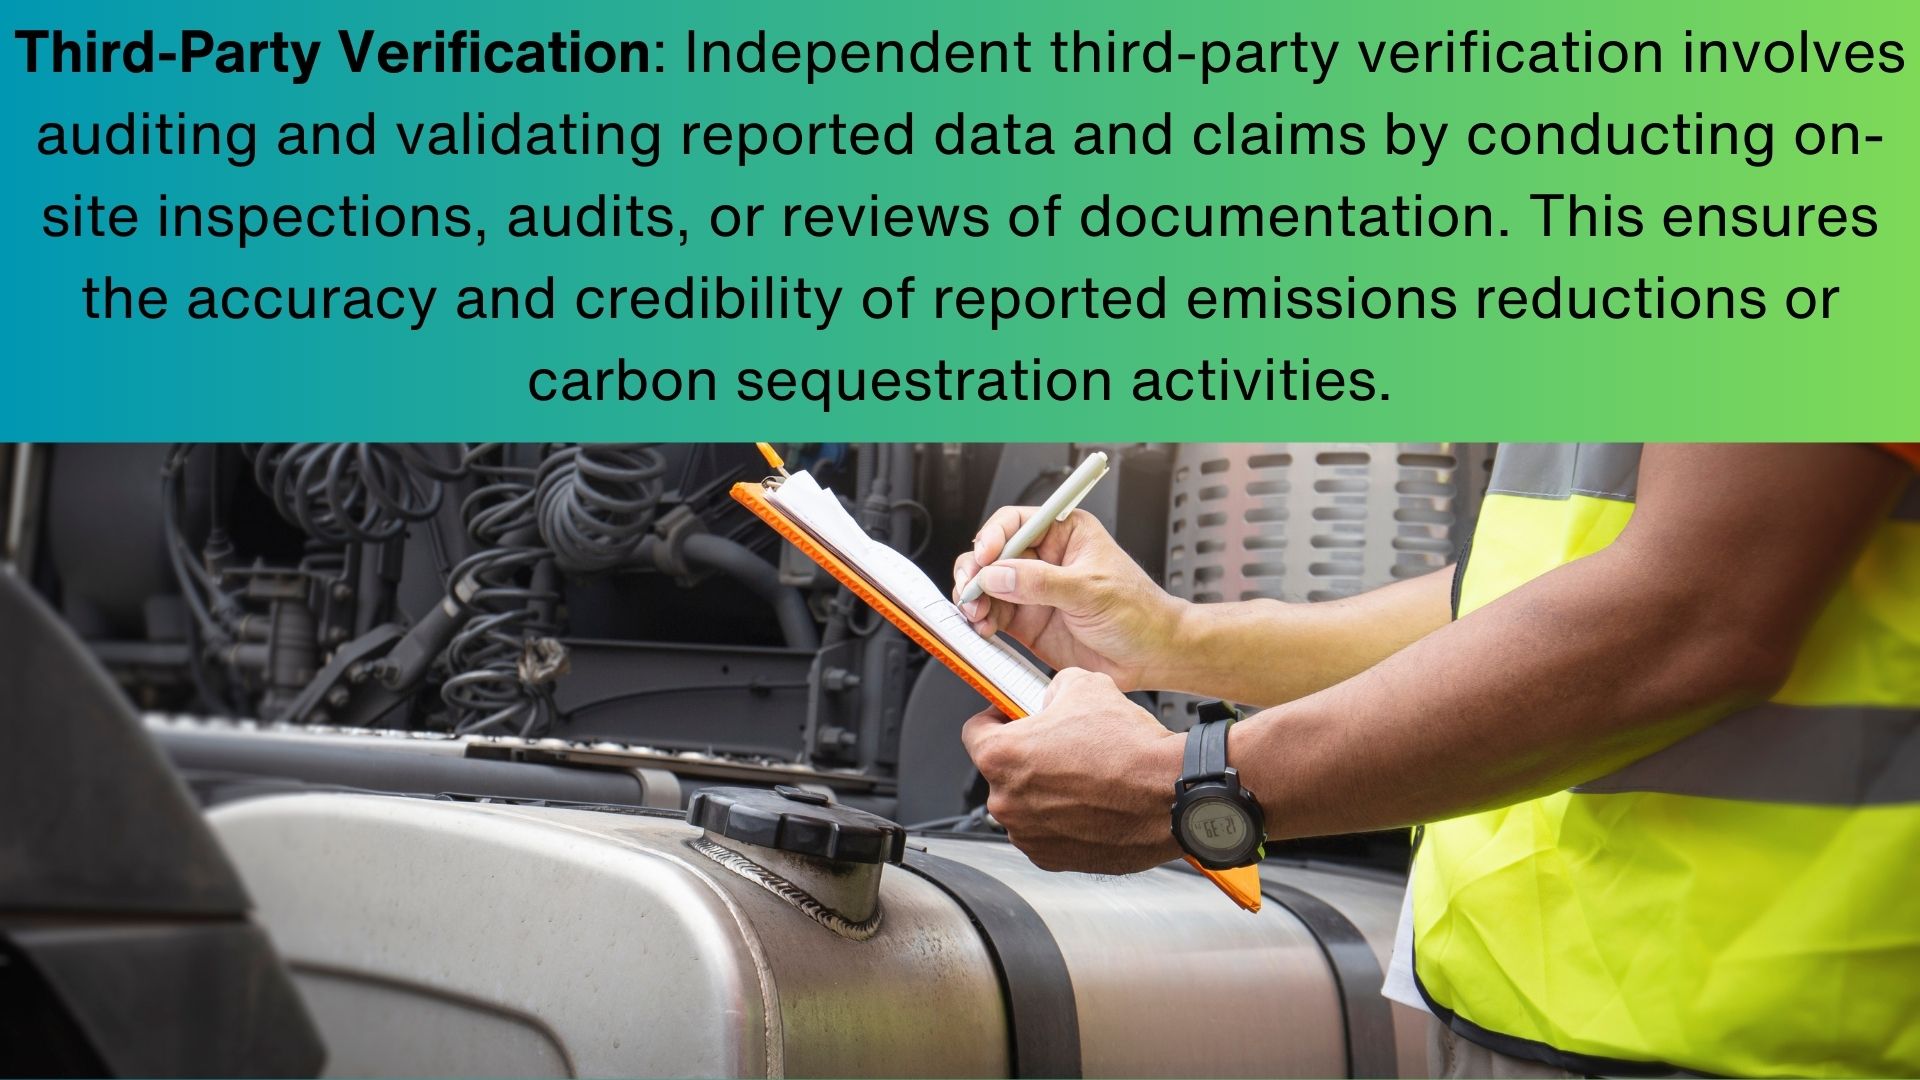 Third-Party Verification: Independent third-party verification involves
auditing and validating reported data and claims by conducting on-
site inspections, audits, or reviews of documentation. This ensures
the accuracy and credibility of reported emissions reductions or
carbon sequestration activities.